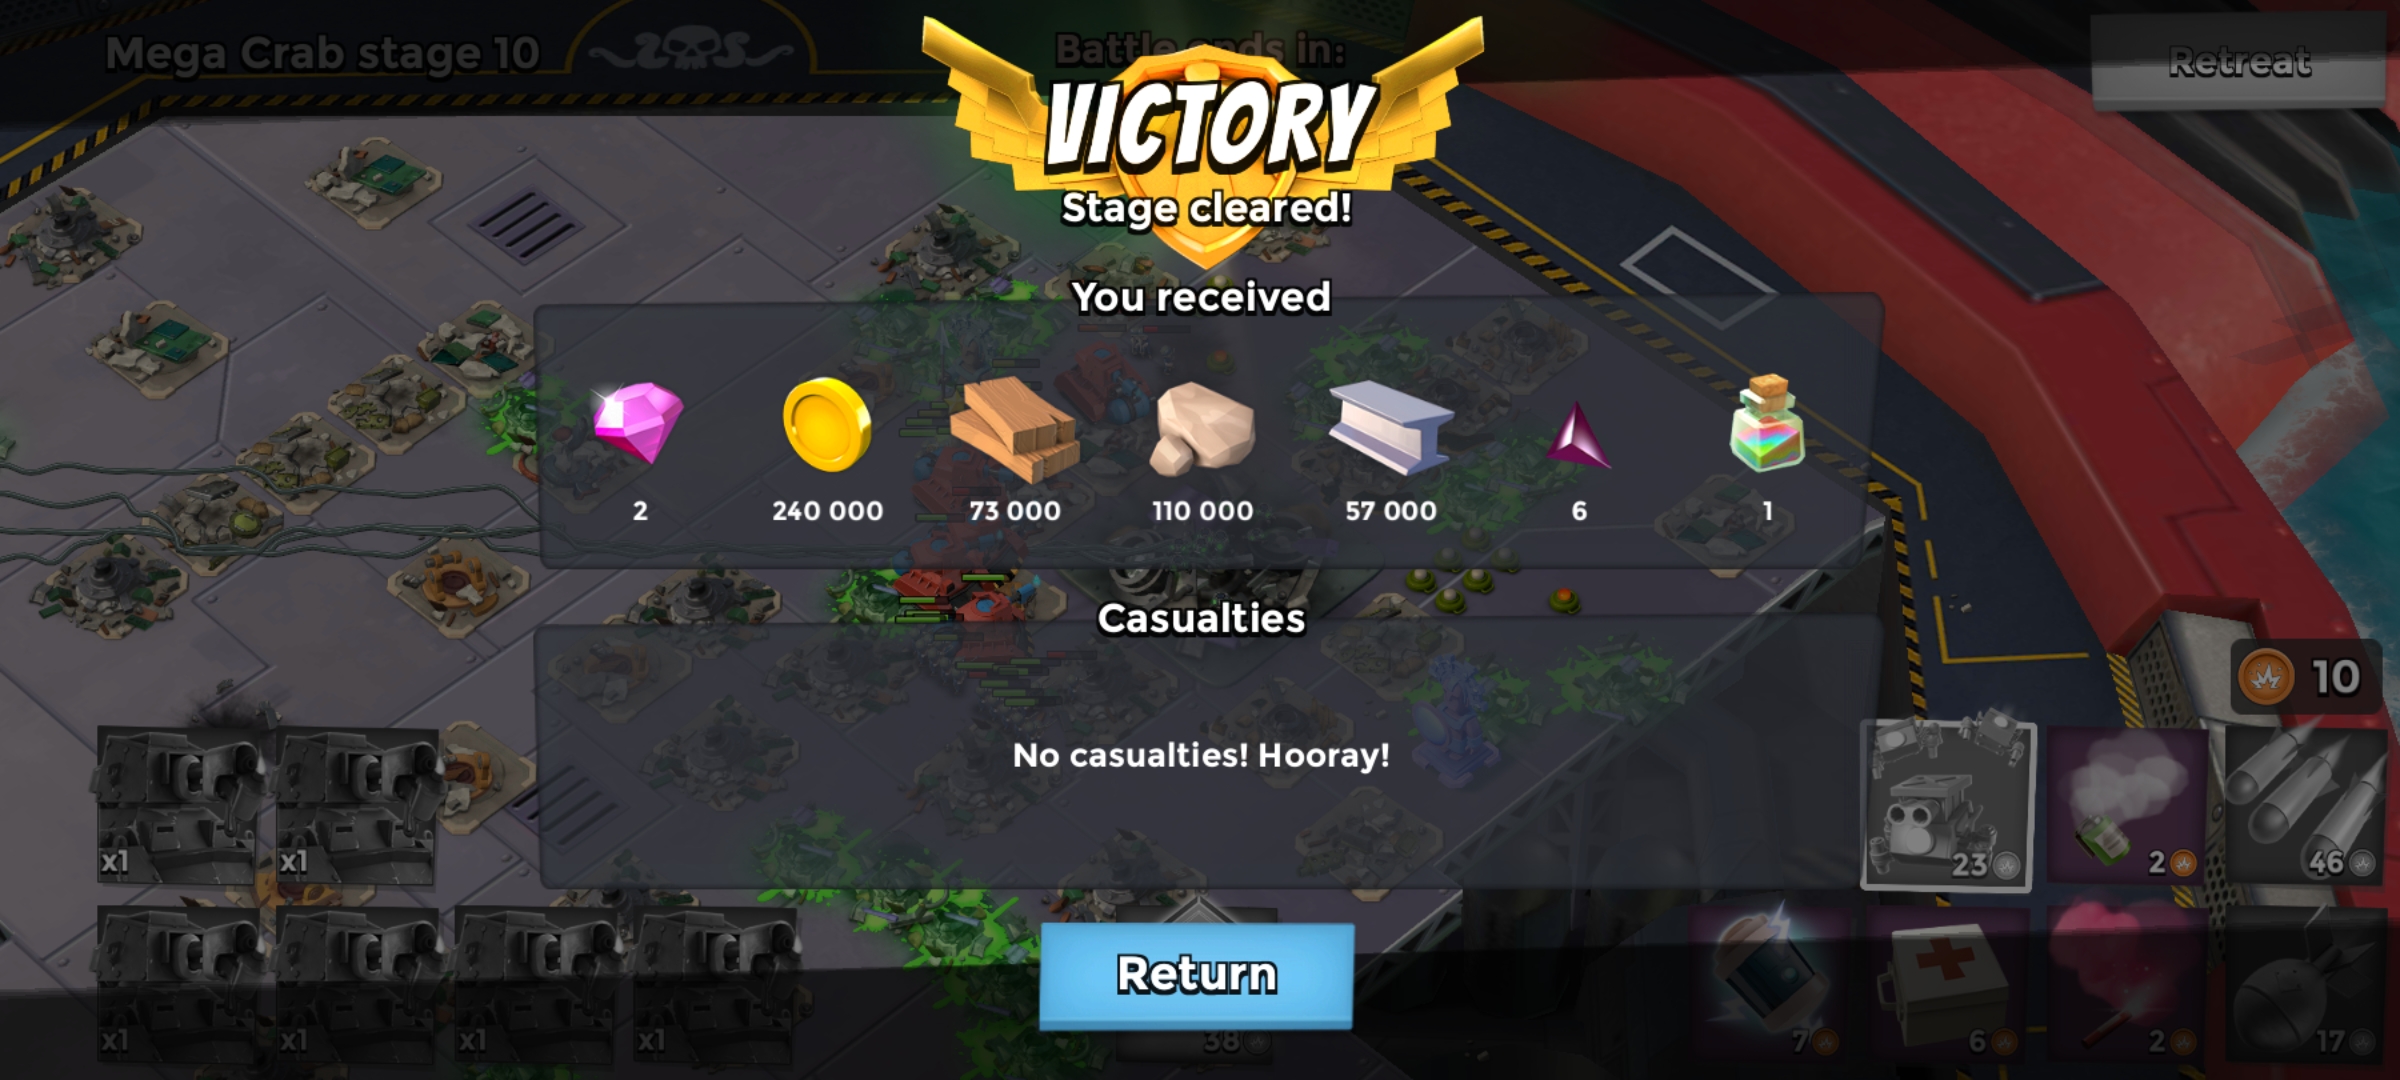 Mega Crab stage 10
Battle ends in:
Retreat
VICTORY
Stage cleared!
You received
2
240 000
73 000
110 000
57 000
6
1
Casualties
No casualties! Hooray!
10
x1
x1
23
2
46
x1
x1
x1
x1
Return
38
7
6
2
17